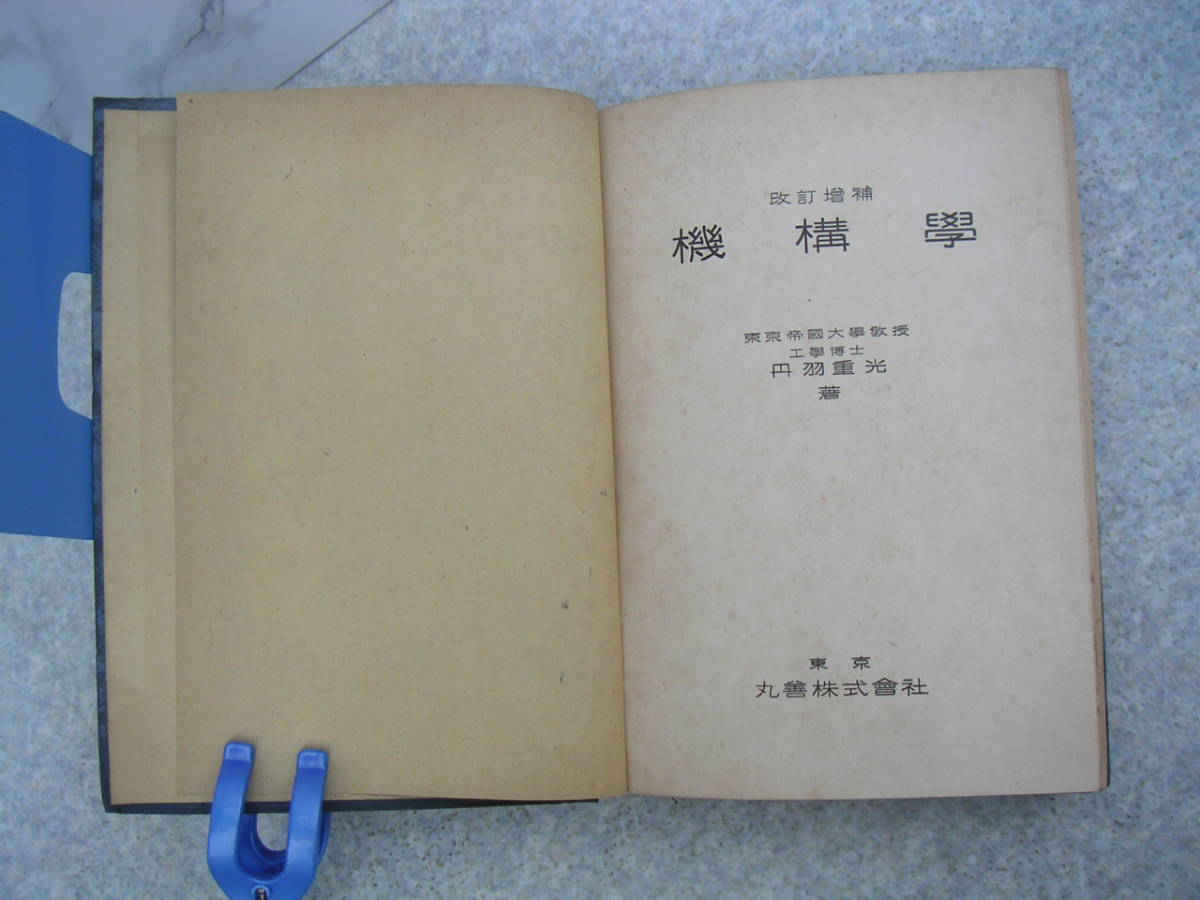 改訂增補
機構學
東京帝國大學敎授
工學博士
丹羽重光
著
東京
丸善株式會社